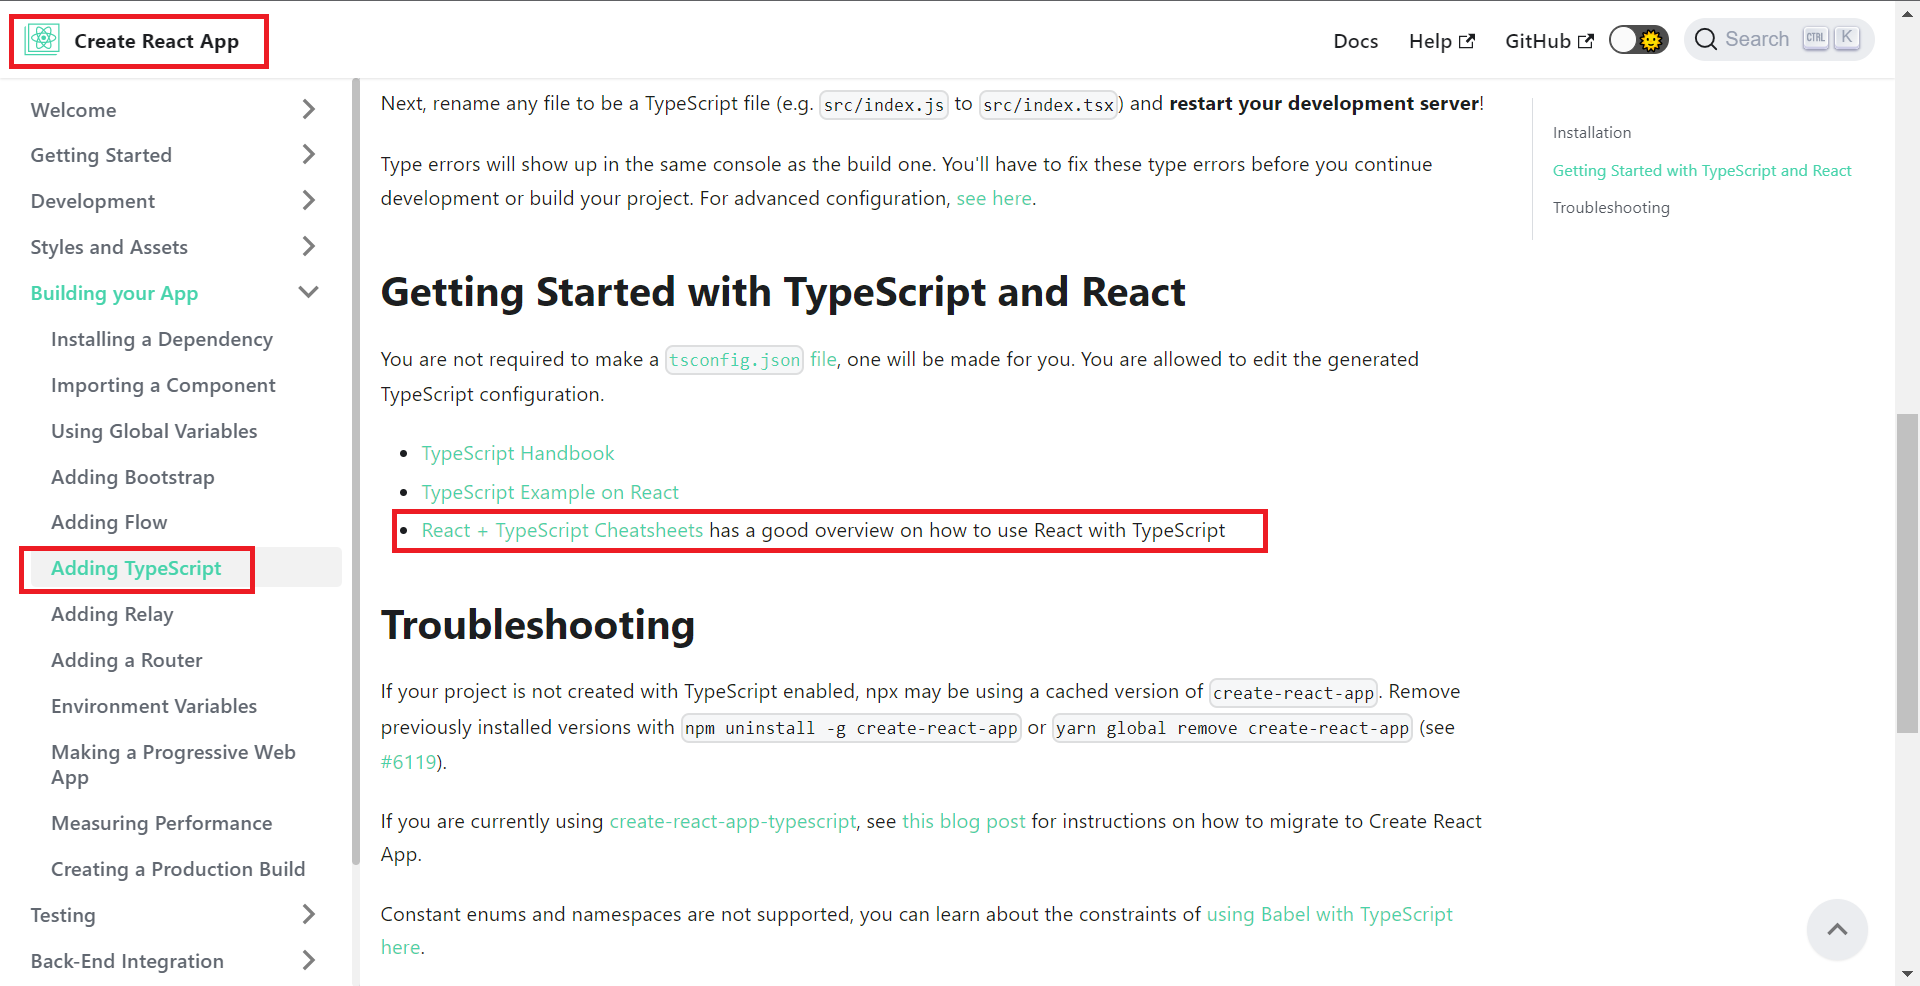 Create React App
Docs
Help
GitHub
Search
CTRL
K
Welcome
Getting Started
Development
Styles and Assets
Building your App
Installing a Dependency
Importing a Component
Using Global Variables
Adding Bootstrap
Adding Flow
Adding TypeScript
Adding Relay
Adding a Router
Environment Variables
Making a Progressive Web
App
Measuring Performance
Creating a Production Build
Testing
Back-End Integration
Next, rename any file to be a TypeScript file (e.g. src/index.js to src/index.tsx) and restart your development server!
Type errors will show up in the same console as the build one. You'll have to fix these type errors before you continue
development or build your project. For advanced configuration, see here.
Getting Started with TypeScript and React
You are not required to make a tsconfig.json file, one will be made for you. You are allowed to edit the generated
TypeScript configuration.
• TypeScript Handbook
• TypeScript Example on React
• React + TypeScript Cheatsheets has a good overview on how to use React with TypeScript
Troubleshooting
If your project is not created with TypeScript enabled, npx may be using a cached version of create-react-app. Remove
previously installed versions with npm uninstall -g create-react-app or yarn global remove create-react-app (see
#6119).
If you are currently using create-react-app-typescript, see this blog post for instructions on how to migrate to Create React
App.
Constant enums and namespaces are not supported, you can learn about the constraints of using Babel with TypeScript
here.
Installation
Getting Started with TypeScript and React
Troubleshooting